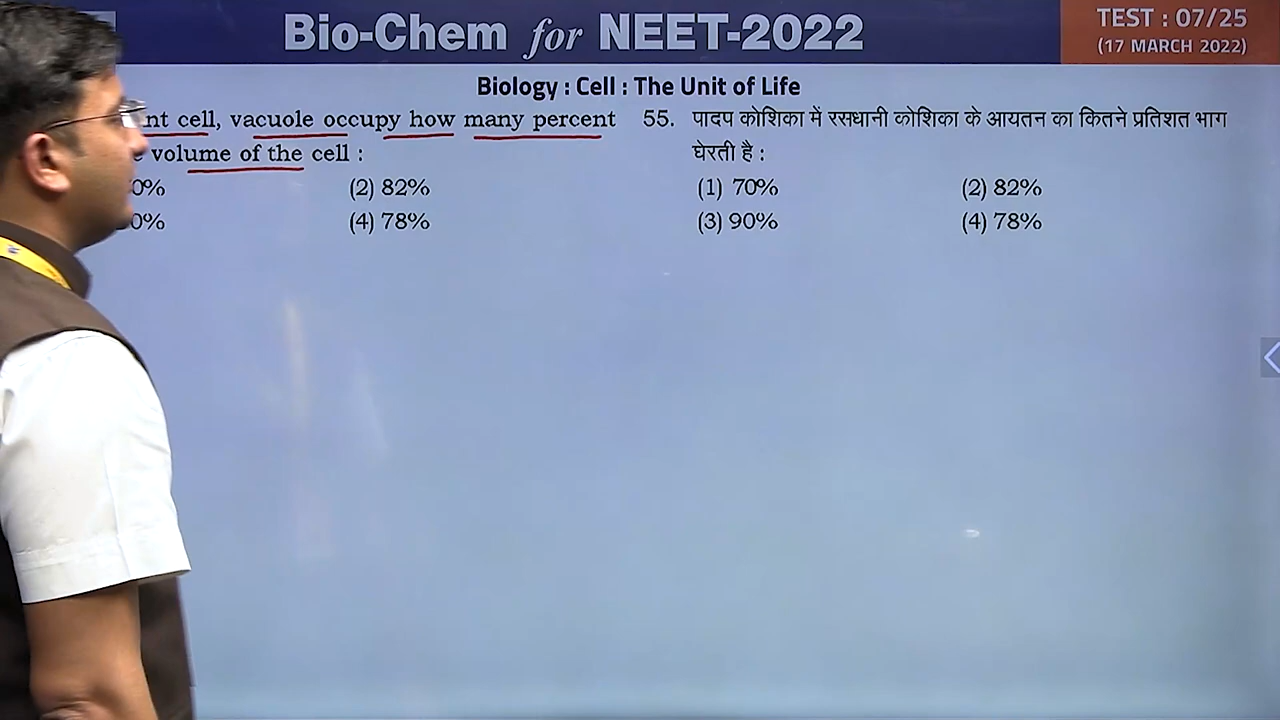 Bio-Chem for NEET-2022
TEST : 07/25
(17 MARCH 2022)
Biology : Cell : The Unit of Life
cell, vacuole occupy how many percent
volume of the cell :
(2) 82%
(4) 78%
55. पादप कोशिका में रसधानी कोशिका के आयतन का कितने प्रतिशत भाग
घेरती है :
(1) 70%
(2) 82%
(3) 90%
(4) 78%